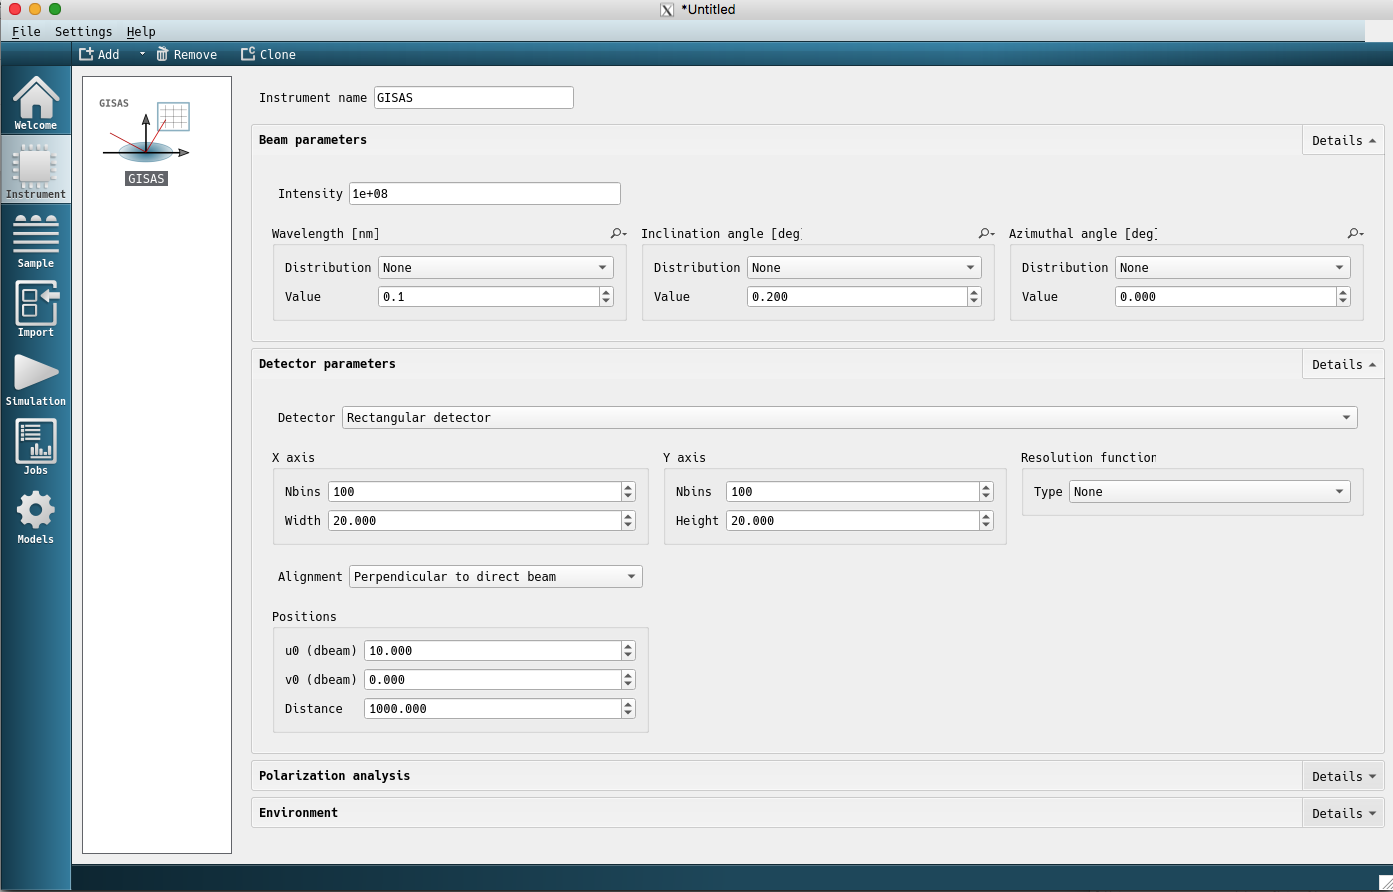 *Untitled
File Settings Help
Add Remove Clone
Welcome
Instrument
Sample
Import
Simulation
Jobs
Models
GISAS
GISAS
Instrument name GISAS
Beam parameters Details
Intensity 1e+08
Wavelength [nm] Inclination angle [deg] Azimuthal angle [deg]
Distribution None Distribution None Distribution None
Value 0.1 Value 0.200 Value 0.000
Detector parameters Details
Detector Rectangular detector
X axis Y axis Resolution function
Nbins 100 Nbins 100 Type None
Width 20.000 Height 20.000
Alignment Perpendicular to direct beam
Positions
u0 (dbeam) 10.000
v0 (dbeam) 0.000
Distance 1000.000
Polarization analysis Details
Environment Details